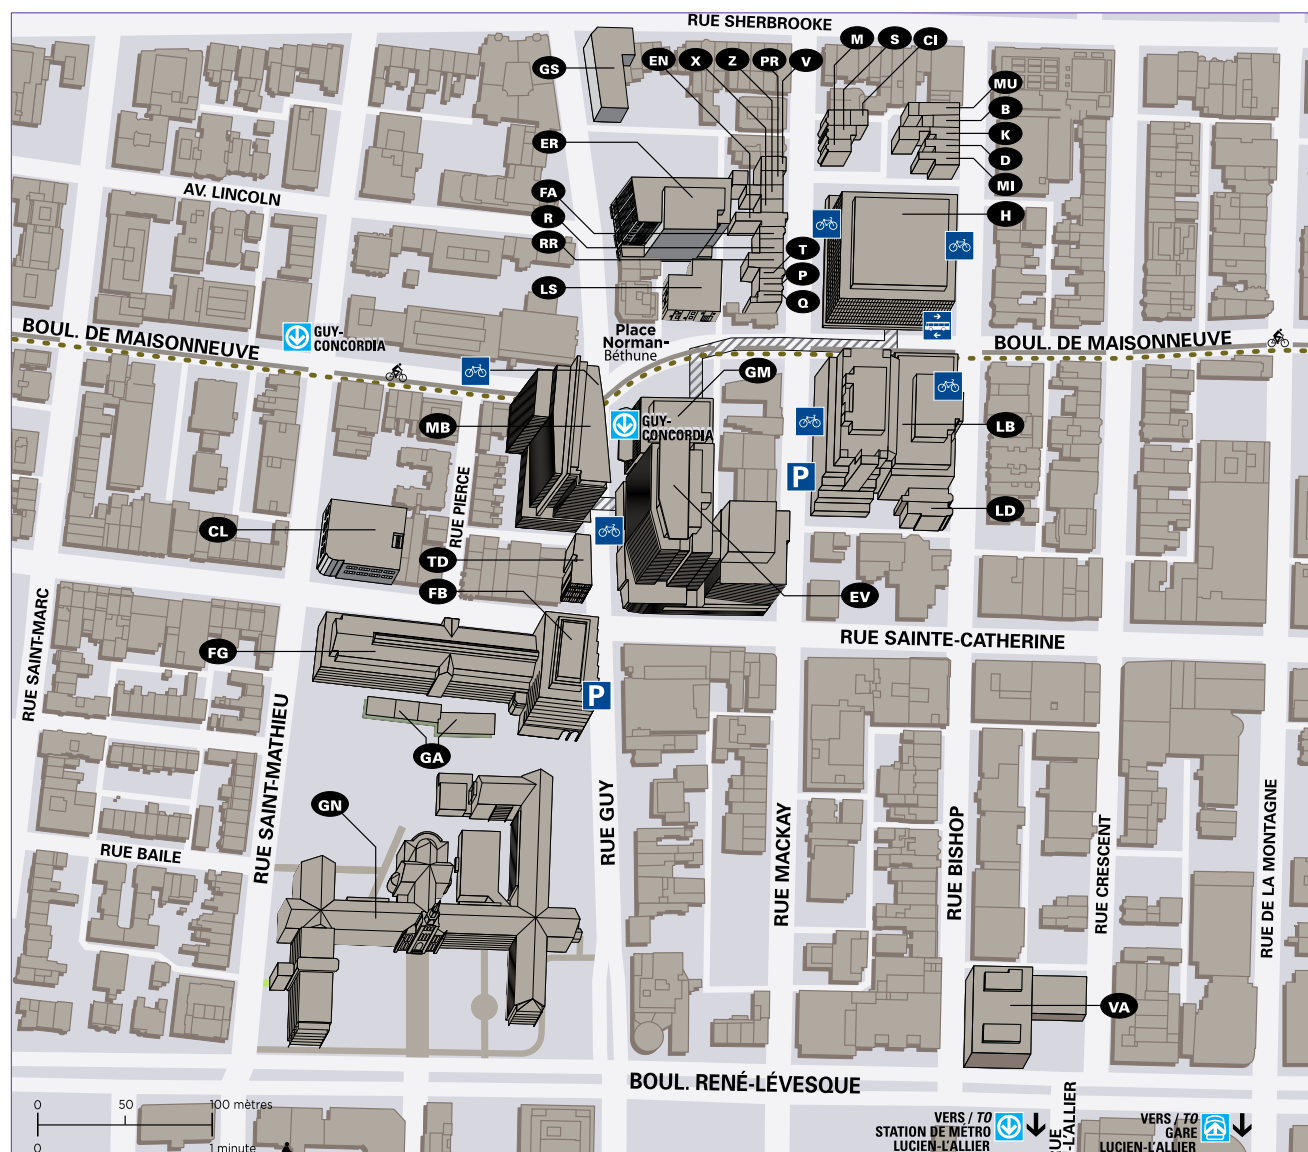 RUE SHERBROOKE
M
S
CI
GS
EN
X
Z
PR
V
MU
B
K
D
MI
ER
FA
R
RR
LS
H
T
P
Q
AV. LINCOLN
BOUL. DE MAISONNEUVE
GUY-
CONCORDIA
Place
Norman-
Béthune
BOUL. DE MAISONNEUVE
GM
MB
GUY-
CONCORDIA
LB
P
LD
RUE PIERCE
CL
TD
FB
EV
RUE SAINTE-CATHERINE
RUE SAINT-MARC
FG
P
GA
RUE SAINT-MATHIEU
GN
RUE GUY
RUE MACKAY
RUE BISHOP
RUE CRESCENT
RUE DE LA MONTAGNE
RUE BAILE
VA
BOUL. RENÉ-LÉVESQUE
0
50
100 mètres
0
1 minute
VERS / TO
STATION DE MÉTRO
LUCIEN-L'ALLIER
RUE
-L'ALLIER
VERS / TO
GARE
LUCIEN-L'ALLIER